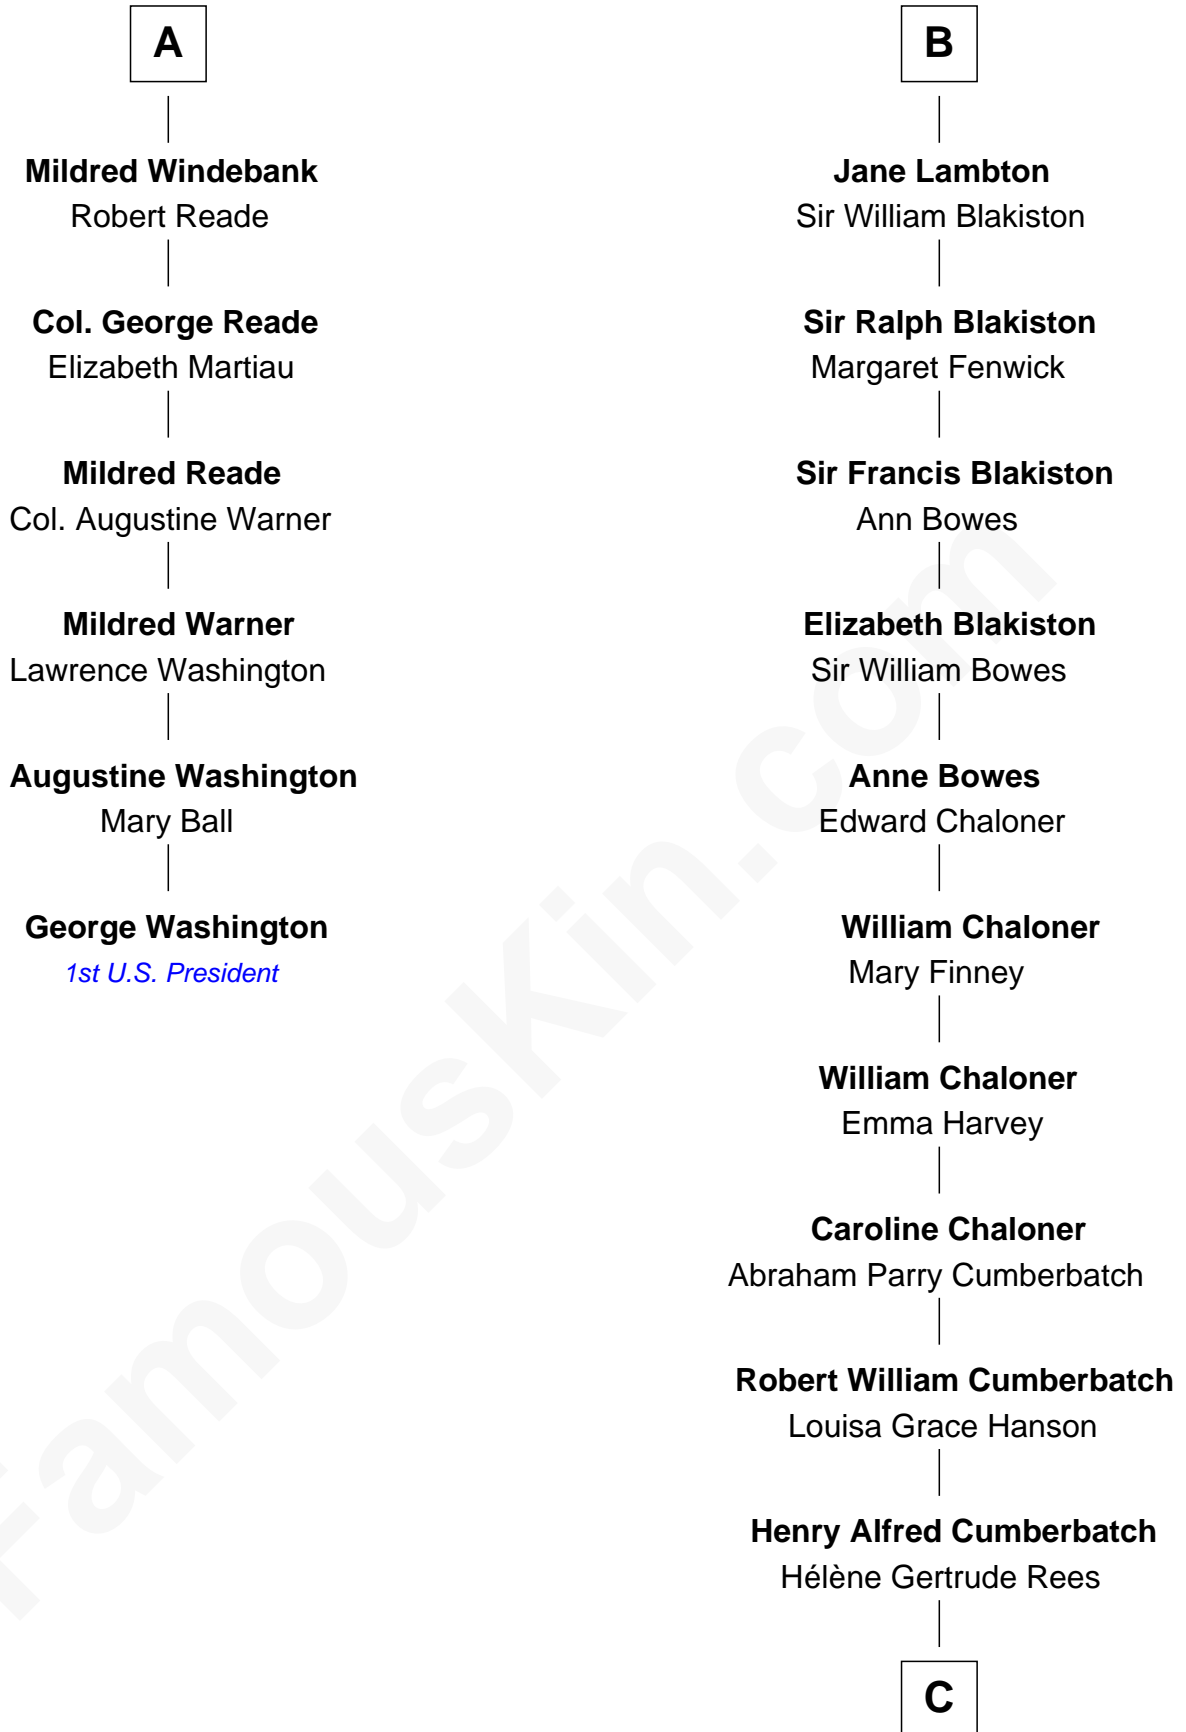 A
Mildred Windebank
Robert Reade
Col. George Reade
Elizabeth Martiau
Mildred Reade
Col. Augustine Warner
Mildred Warner
Lawrence Washington
Augustine Washington
Mary Ball
George Washington
1st U.S. President
B
Jane Lambton
Sir William Blakiston
Sir Ralph Blakiston
Margaret Fenwick
Sir Francis Blakiston
Ann Bowes
Elizabeth Blakiston
Sir William Bowes
Anne Bowes
Edward Chaloner
William Chaloner
Mary Finney
William Chaloner
Emma Harvey
Caroline Chaloner
Abraham Parry Cumberbatch
Robert William Cumberbatch
Louisa Grace Hanson
Henry Alfred Cumberbatch
Hélène Gertrude Rees
C
FamousKin.com